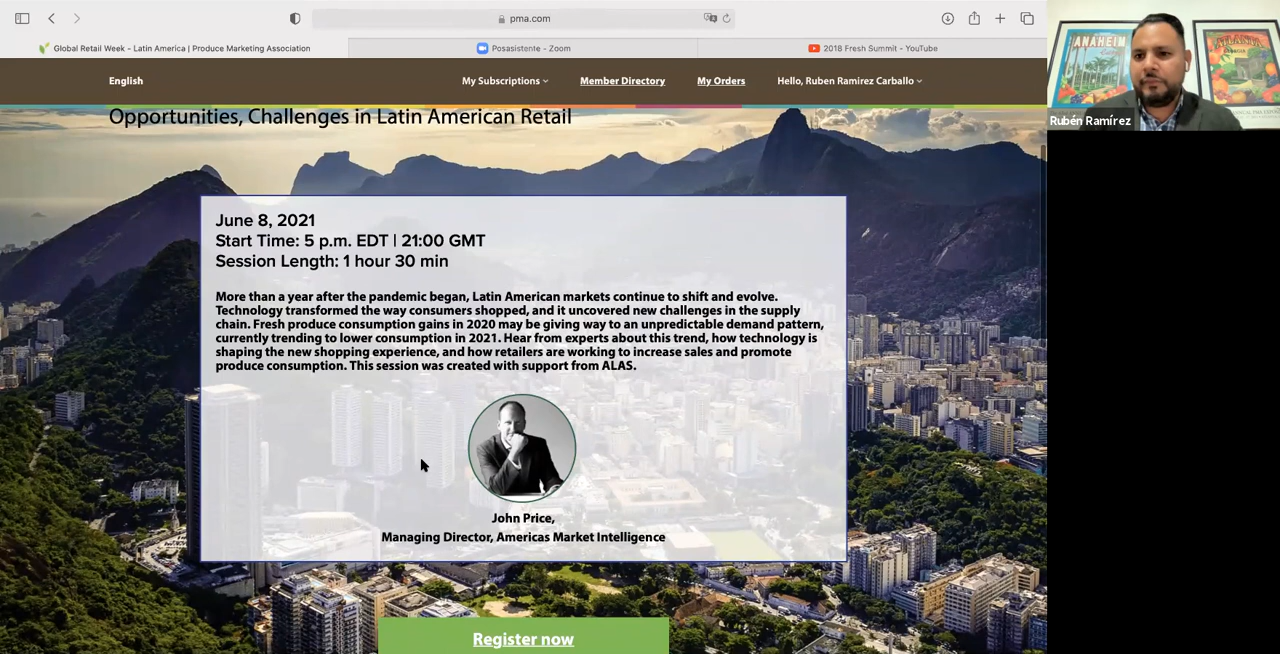 pma.com
Global Retail Week - Latin America | Produce Marketing Association
Posasistente - Zoom
2018 Fresh Summit - YouTube
English
My Subscriptions
Member Directory
My Orders
Hello, Ruben Ramirez Carballo
Opportunities, Challenges in Latin American Retail
June 8, 2021
Start Time: 5 p.m. EDT | 21:00 GMT
Session Length: 1 hour 30 min
More than a year after the pandemic began, Latin American markets continue to shift and evolve.
Technology transformed the way consumers shopped, and it uncovered new challenges in the supply
chain. Fresh produce consumption gains in 2020 may be giving way to an unpredictable demand pattern,
currently trending to lower consumption in 2021. Hear from experts about this trend, how technology is
shaping the new shopping experience, and how retailers are working to increase sales and promote
produce consumption. This session was created with support from ALAS.
John Price,
Managing Director, Americas Market Intelligence
Register now
ANAHEIM
ATLANTA
GEORGIA
Rubén Ramírez